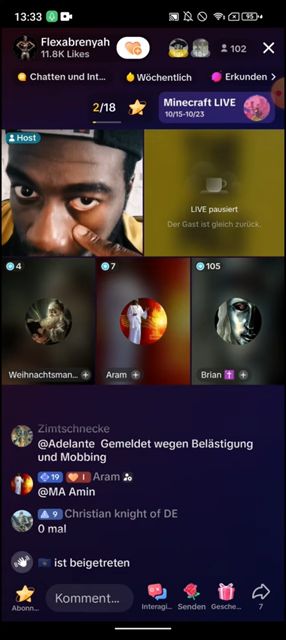 13:33
95
Flexabrenyah
11.8K Likes
102
Chatten und Int...
Wöchentlich
Erkunden
2/18
Minecraft LIVE
10/15-10/23
Host
LIVE pausiert
Der Gast ist gleich zurück.
4
7
105
Weihnachtsman...
Aram
Brian
Zimtschnecke
@Adelante Gemeldet wegen Belästigung
und Mobbing
19
1
Aram
@MA Amin
9
Christian knight of DE
0 mal
ist beigetreten
Komment...
Abonn...
Interagi...
Senden
Gesche...
7